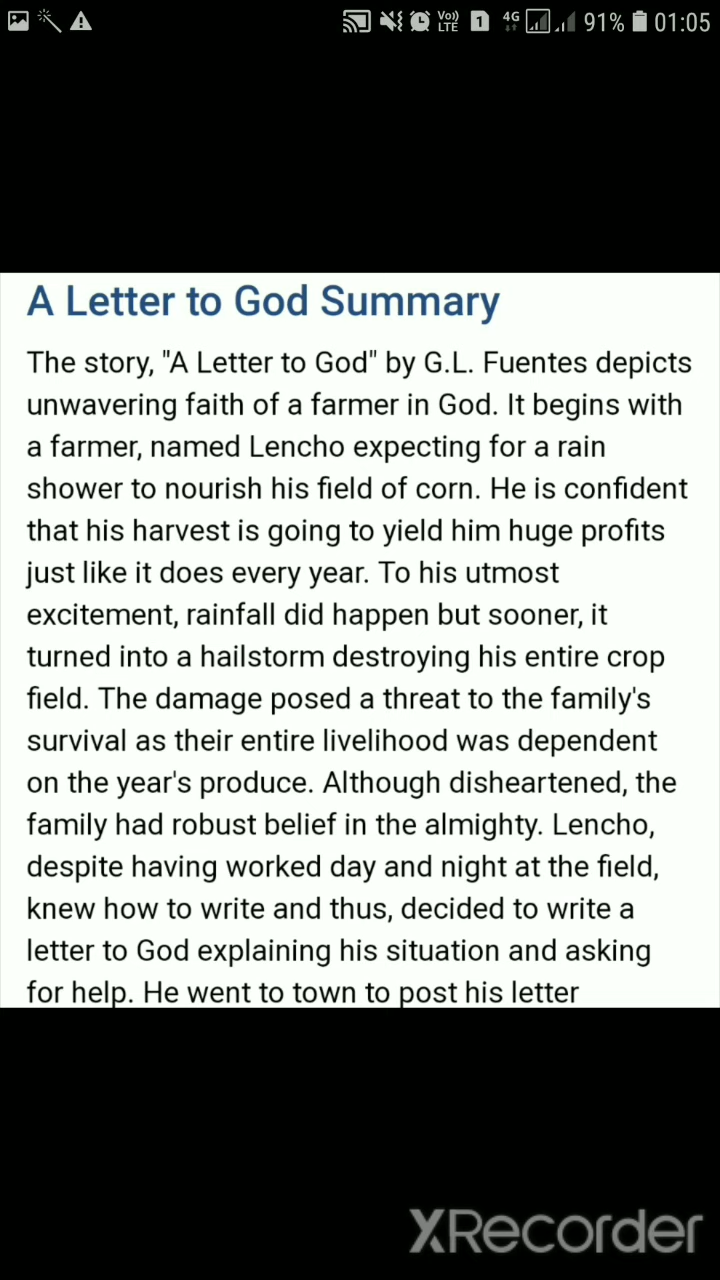 Vo))
LTE
1
4G
91%
01:05
A Letter to God Summary
The story, "A Letter to God" by G.L. Fuentes depicts
unwavering faith of a farmer in God. It begins with
a farmer, named Lencho expecting for a rain
shower to nourish his field of corn. He is confident
that his harvest is going to yield him huge profits
just like it does every year. To his utmost
excitement, rainfall did happen but sooner, it
turned into a hailstorm destroying his entire crop
field. The damage posed a threat to the family's
survival as their entire livelihood was dependent
on the year's produce. Although disheartened, the
family had robust belief in the almighty. Lencho,
despite having worked day and night at the field,
knew how to write and thus, decided to write a
letter to God explaining his situation and asking
for help. He went to town to post his letter
XRecorder